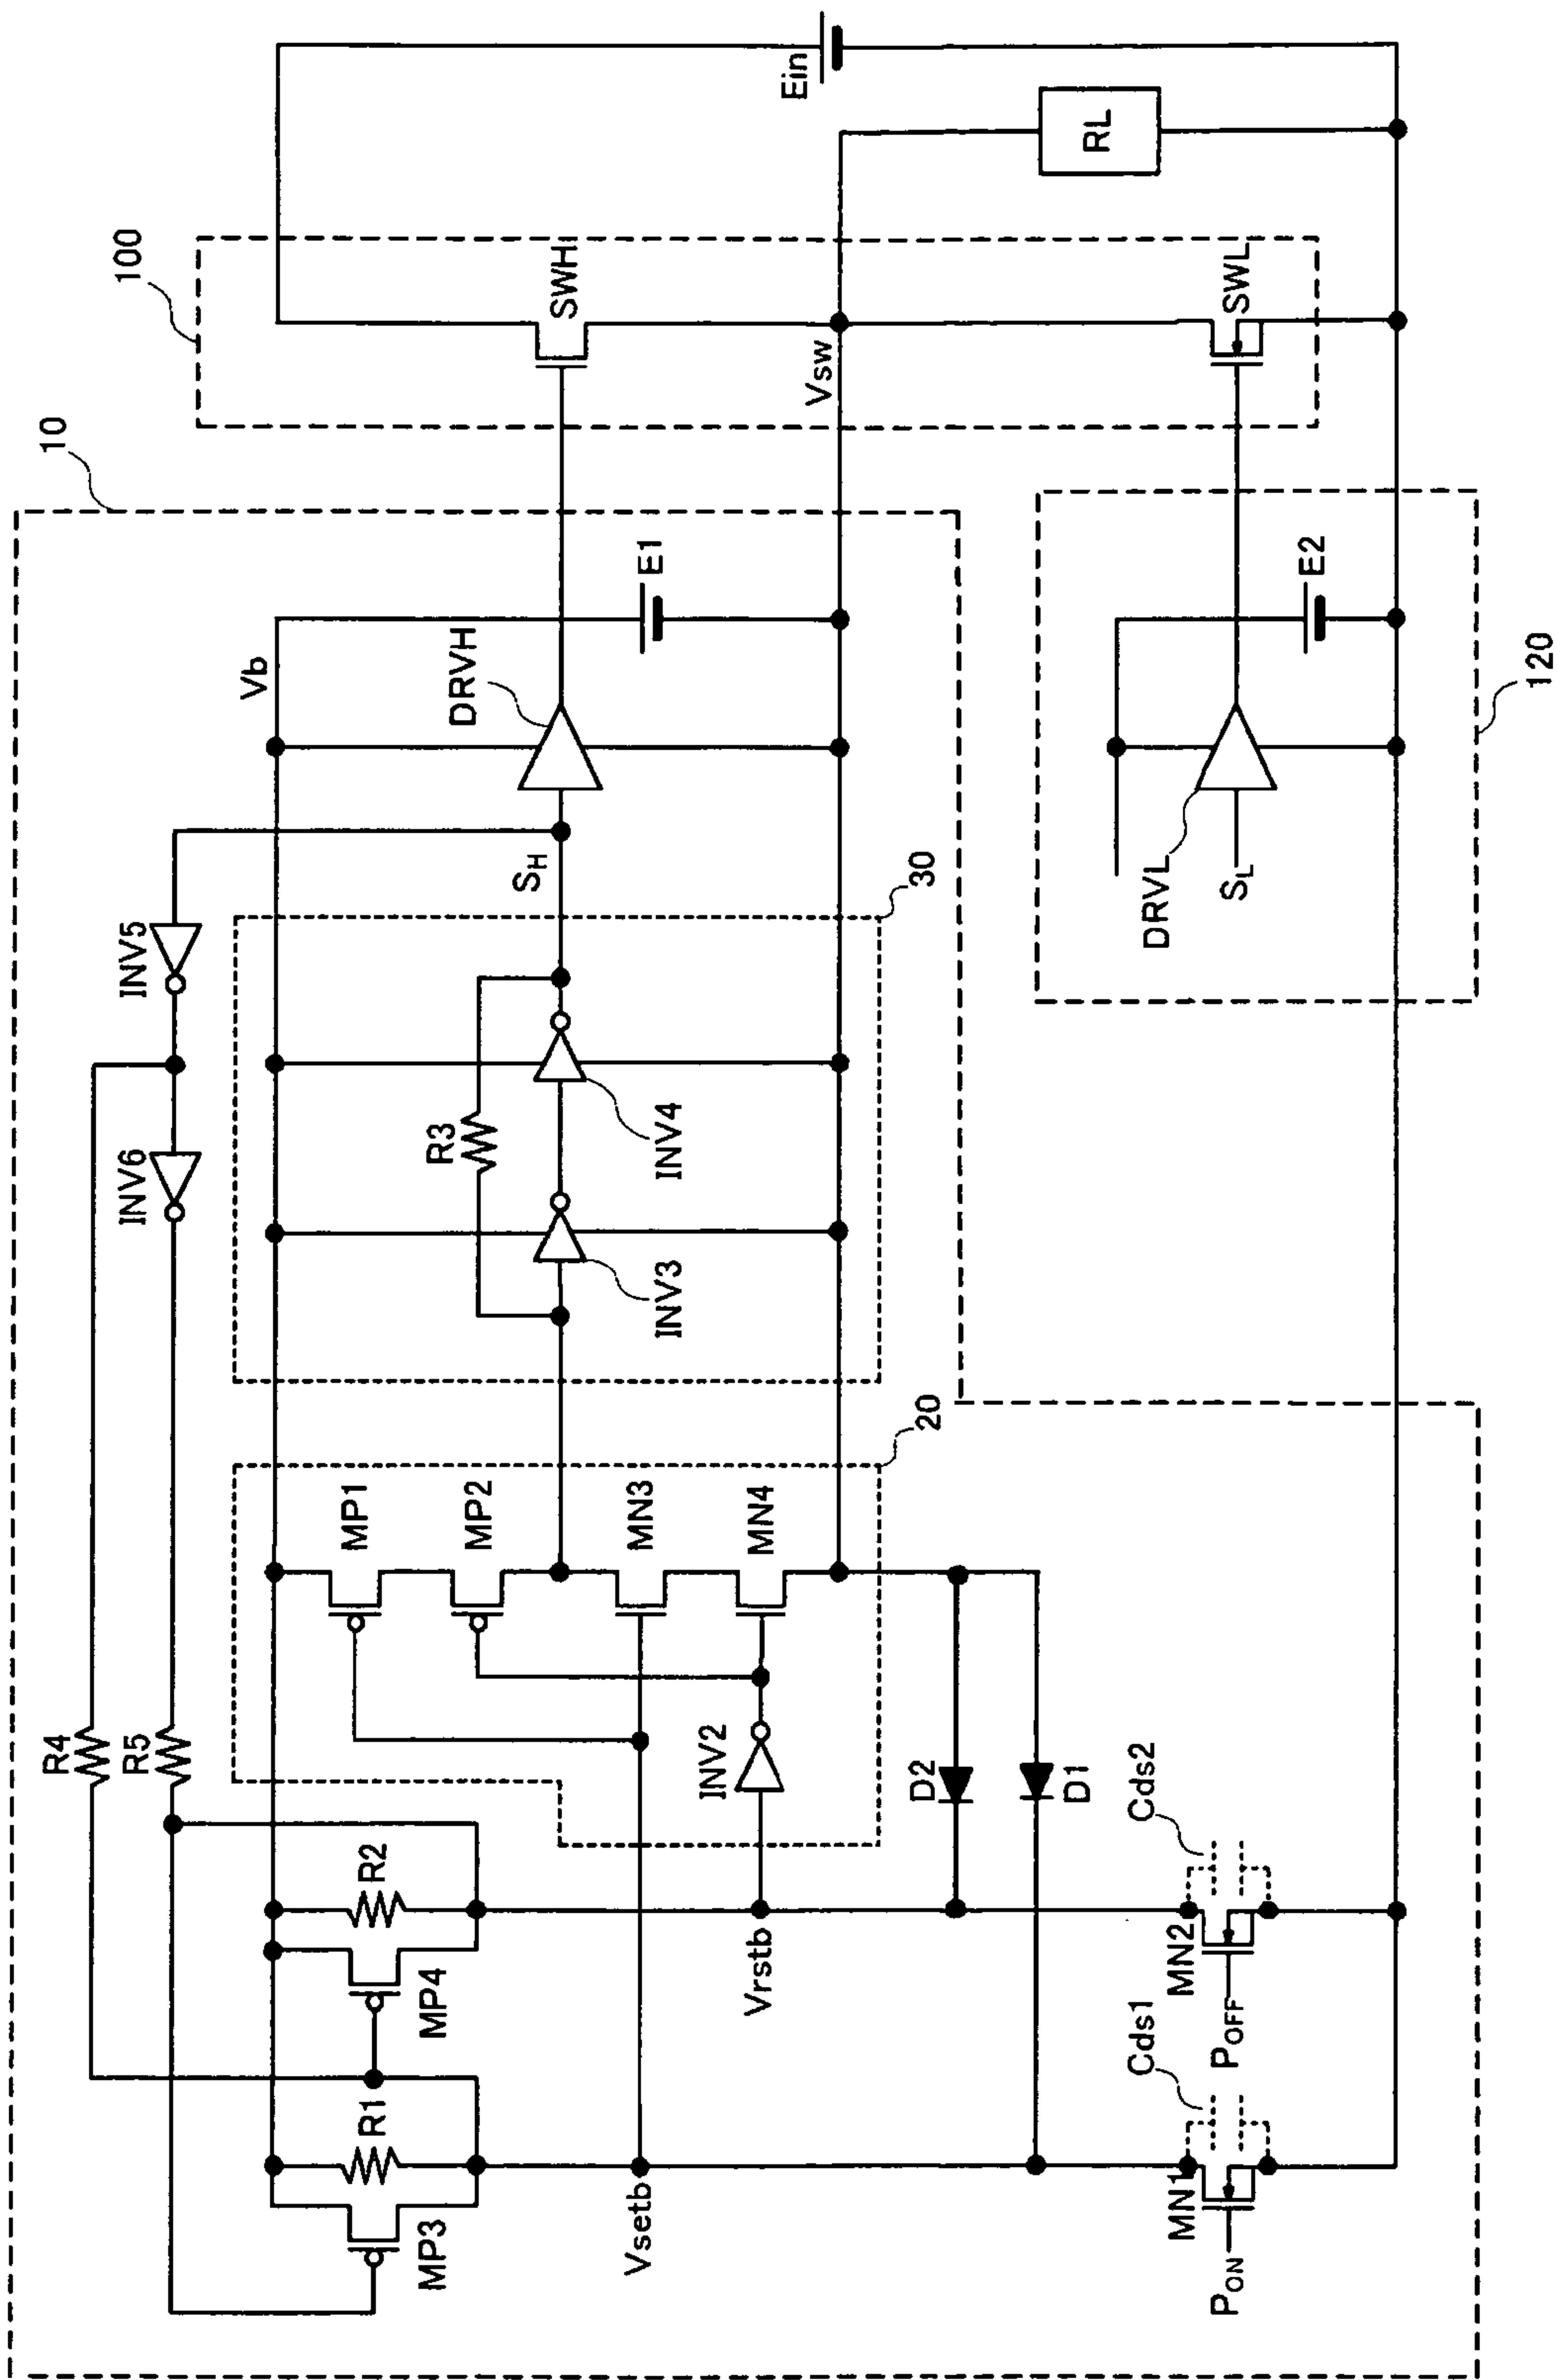 10
100
R4
R5
INV6
INV5
Vb
MP3
R1
MP4
R2
MP1
MP2
MN3
MN4
INV2
Vsetb
Vrstb
20
R3
INV3
INV4
30
SH
DRVH
E1
SWH
Vsw
Ein
RL
D2
D1
Cds1
Cds2
MN1
MN2
PON
POFF
DRVL
SL
E2
SWL
120